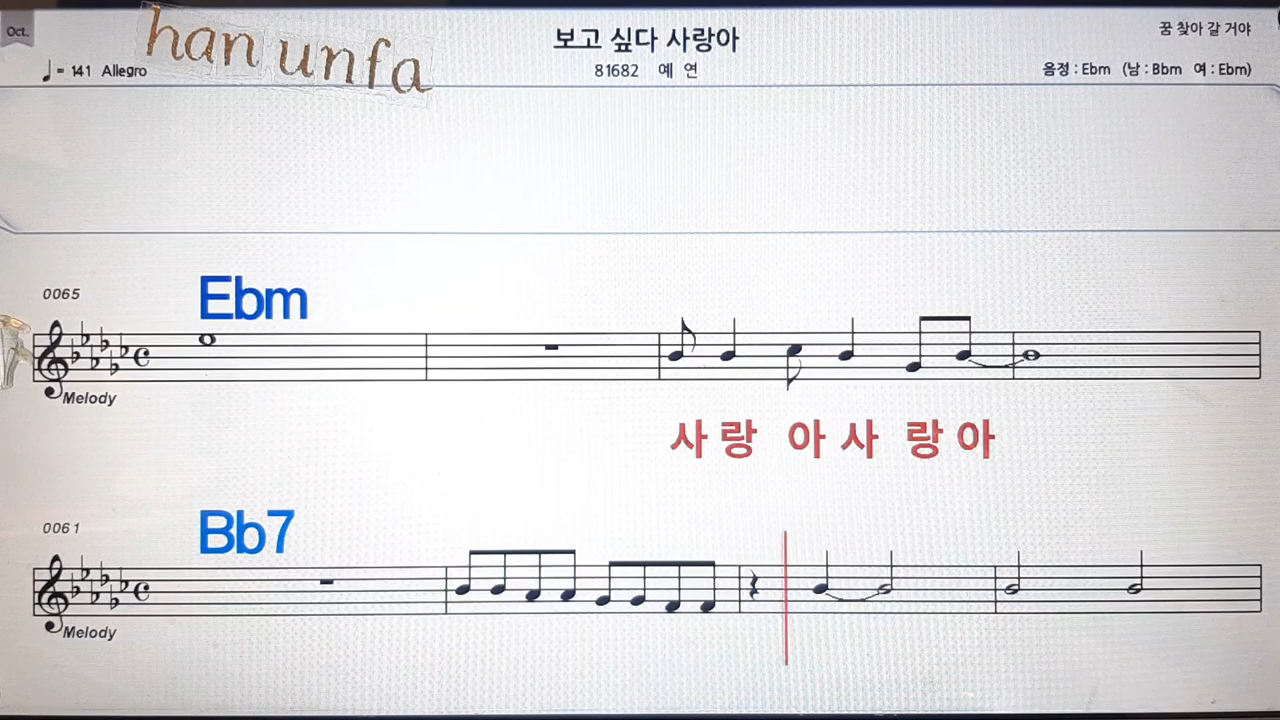 Oct.
han unfa
♩= 141 Allegro
보고 싶다 사랑아
81682 예 연
꿈 찾아 갈 거야
음정 : Ebm (남 : Bbm 여 : Ebm)
0065
Ebm
Melody
사 랑 아 사 랑 아
0061
Bb7
Melody